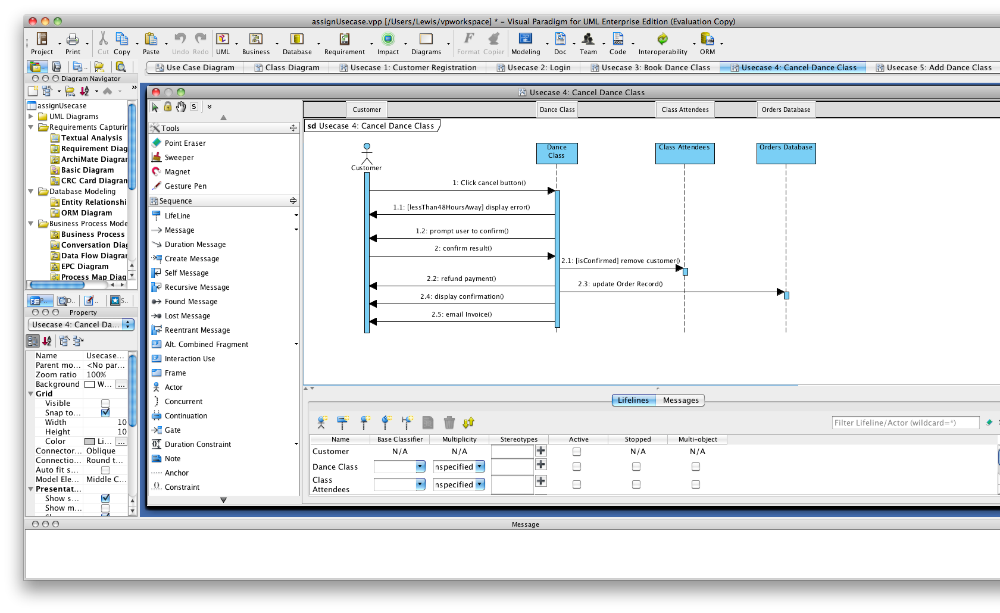 assignUsecase.vpp [/Users/Lewis/vpworkspace] * – Visual Paradigm for UML Enterprise Edition (Evaluation Copy)
Project Print Cut Copy Paste Undo Redo UML Business Database Requirement Impact Diagrams Format Copier Modeling Doc Team Code Interoperability ORM
Use Case Diagram Class Diagram Usecase 1: Customer Registration Usecase 2: Login Usecase 3: Book Dance Class Usecase 4: Cancel Dance Class Usecase 5: Add Dance Class
Diagram Navigator
assignUsecase
UML Diagrams
Requirements Capturin
Textual Analysis
Requirement Diag
ArchiMate Diagrar
Basic Diagram
CRC Card Diagran
Database Modeling
Entity Relationshi
ORM Diagram
Business Process Mode
Business Process
Conversation Diag
Data Flow Diagrar
EPC Diagram
Process Map Diag
P... D... S...
Property
Usecase 4: Cancel Da...
Name Usecase...
Parent mo... <No par...
Zoom ratio 100%
Background W... ...
Grid
Visible
Snap to...
Width 10
Height 10
Color Li... ...
Connector... Oblique
Connectio... Round t...
Auto fit s...
Model Ele... Middle C...
Presentat...
Show s...
Show m...
Usecase 4: Cancel Dance Class
S
Tools
Point Eraser
Sweeper
Magnet
Gesture Pen
Sequence
LifeLine
Message
Duration Message
Create Message
Self Message
Recursive Message
Found Message
Lost Message
Reentrant Message
Alt. Combined Fragment
Interaction Use
Frame
Actor
Concurrent
Continuation
Gate
Duration Constraint
Note
Anchor
Constraint
Customer Dance Class Class Attendees Orders Database
sd Usecase 4: Cancel Dance Class
Customer
Dance
Class
Class Attendees
Orders Database
1: Click cancel button()
1.1: [lessThan48HoursAway] display error()
1.2: prompt user to confirm()
2: confirm result()
2.1: [isConfirmed] remove customer()
2.2: refund payment()
2.3: update Order Record()
2.4: display confirmation()
2.5: email Invoice()
Lifelines Messages
Filter Lifeline/Actor (wildcard=*)
Name Base Classifier Multiplicity Stereotypes Active Stopped Multi-object
Customer N/A N/A N/A N/A
Dance Class nspecified
Class
Attendees nspecified
Message